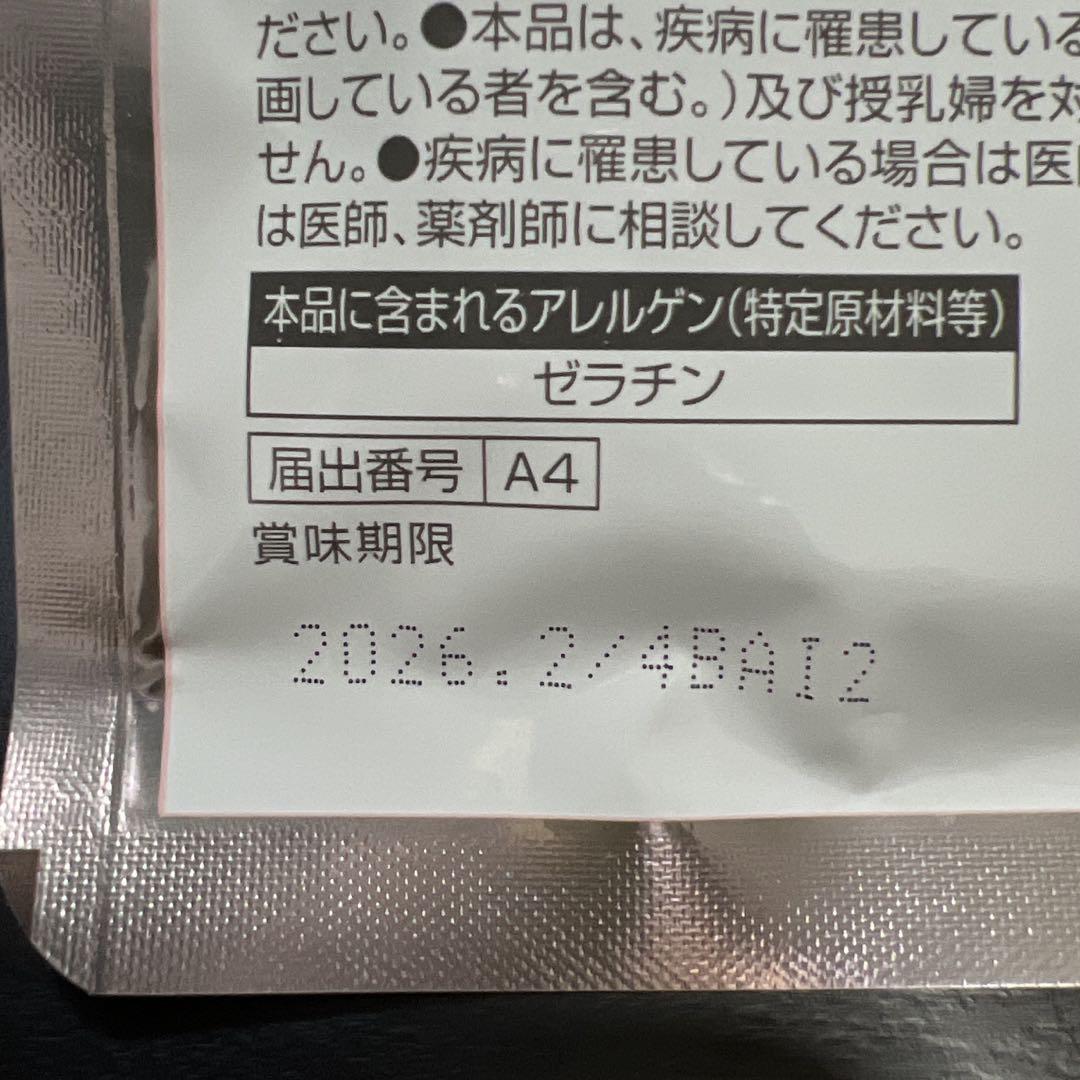 ださい。●本品は、疾病に罹患している
画している者を含む。)及び授乳婦を対
せん。●疾病に罹患している場合は医
は医師、薬剤師に相談してください。
本品に含まれるアレルゲン(特定原材料等)
ゼラチン
届出番号 A4
賞味期限
2026.2/4BAI2